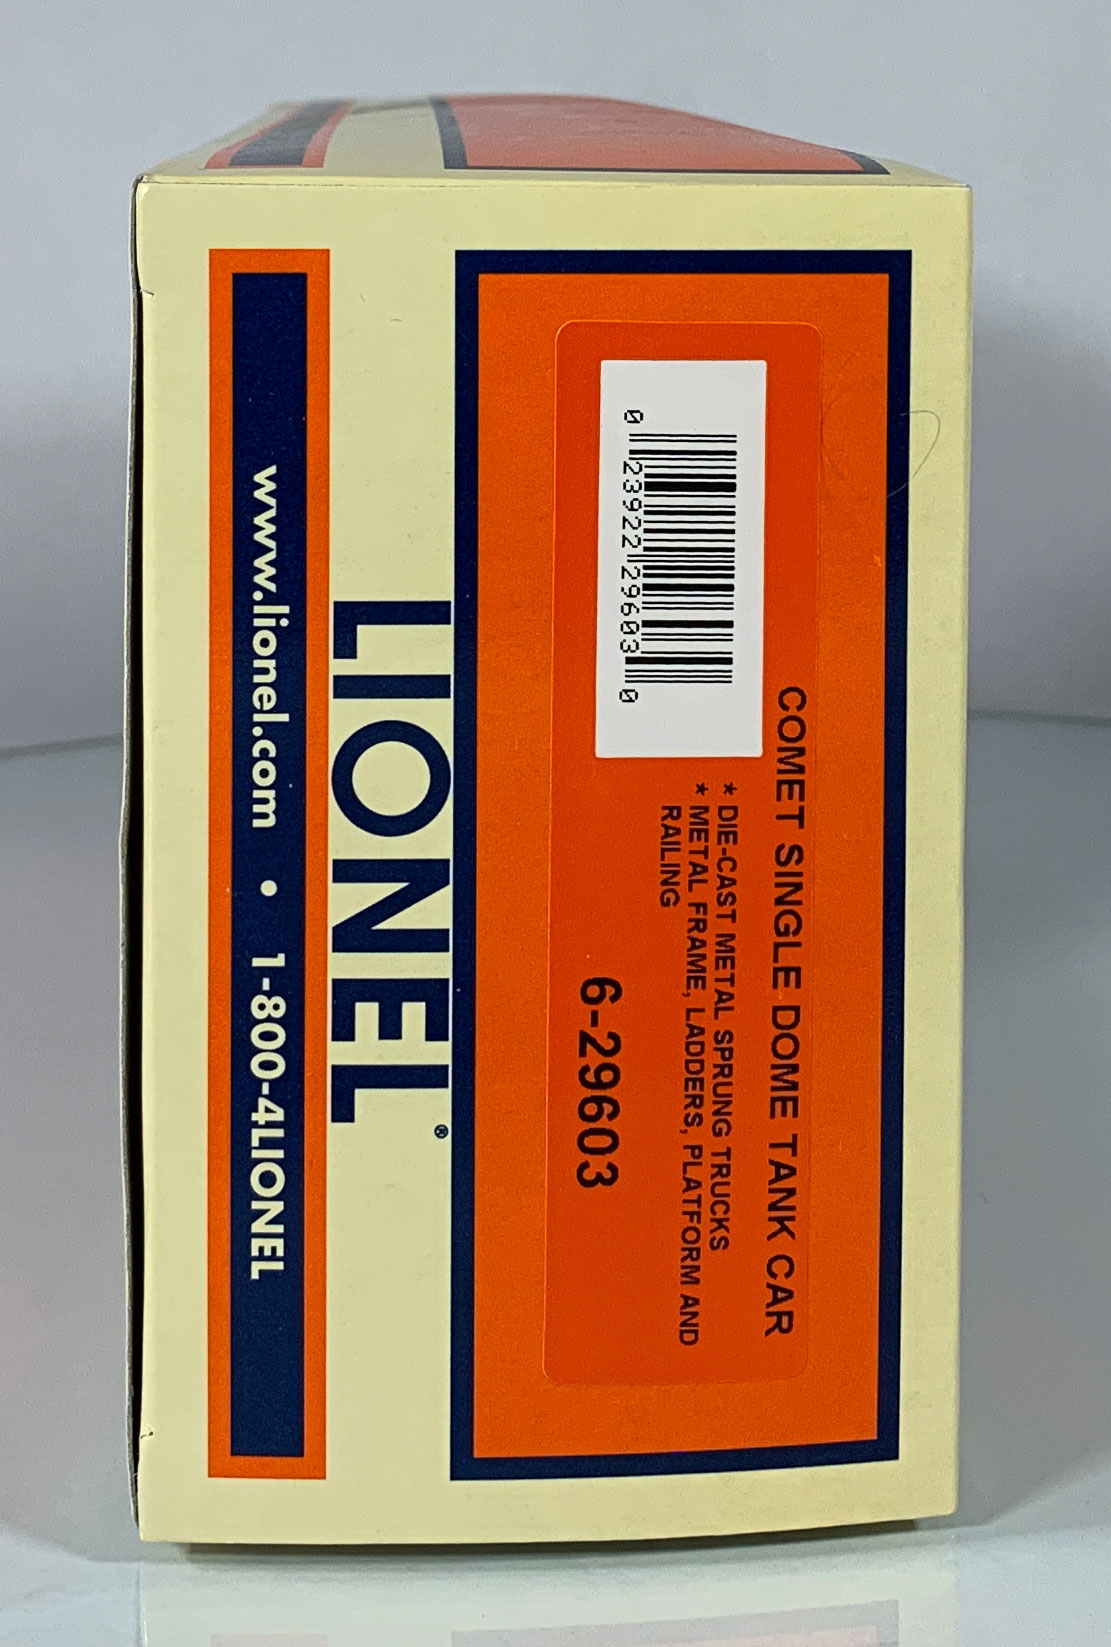 COMET SINGLE DOME TANK CAR
* DIE-CAST METAL SPRUNG TRUCKS
* METAL FRAME, LADDERS, PLATFORM AND
RAILING
6-29603
0 23922 29603 0
LIONEL®
www.lionel.com • 1-800-4LIONEL